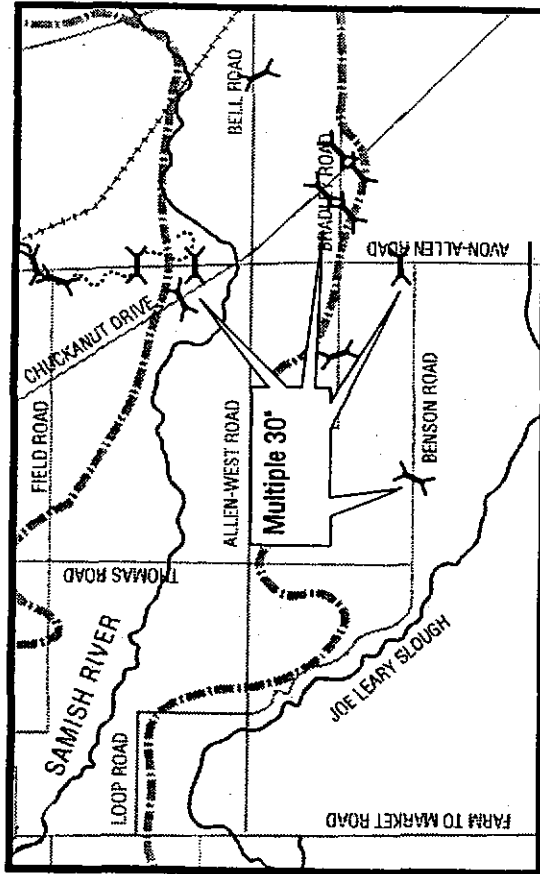 FIELD ROAD
CHUCKANUT DRIVE
SAMISH RIVER
THOMAS ROAD
LOOP ROAD
ALLEN-WEST ROAD
BELL ROAD
Multiple 30"
BRADLEY ROAD
AVON-ALLEN ROAD
BENSON ROAD
JOE LEARY SLOUGH
FARM TO MARKET ROAD